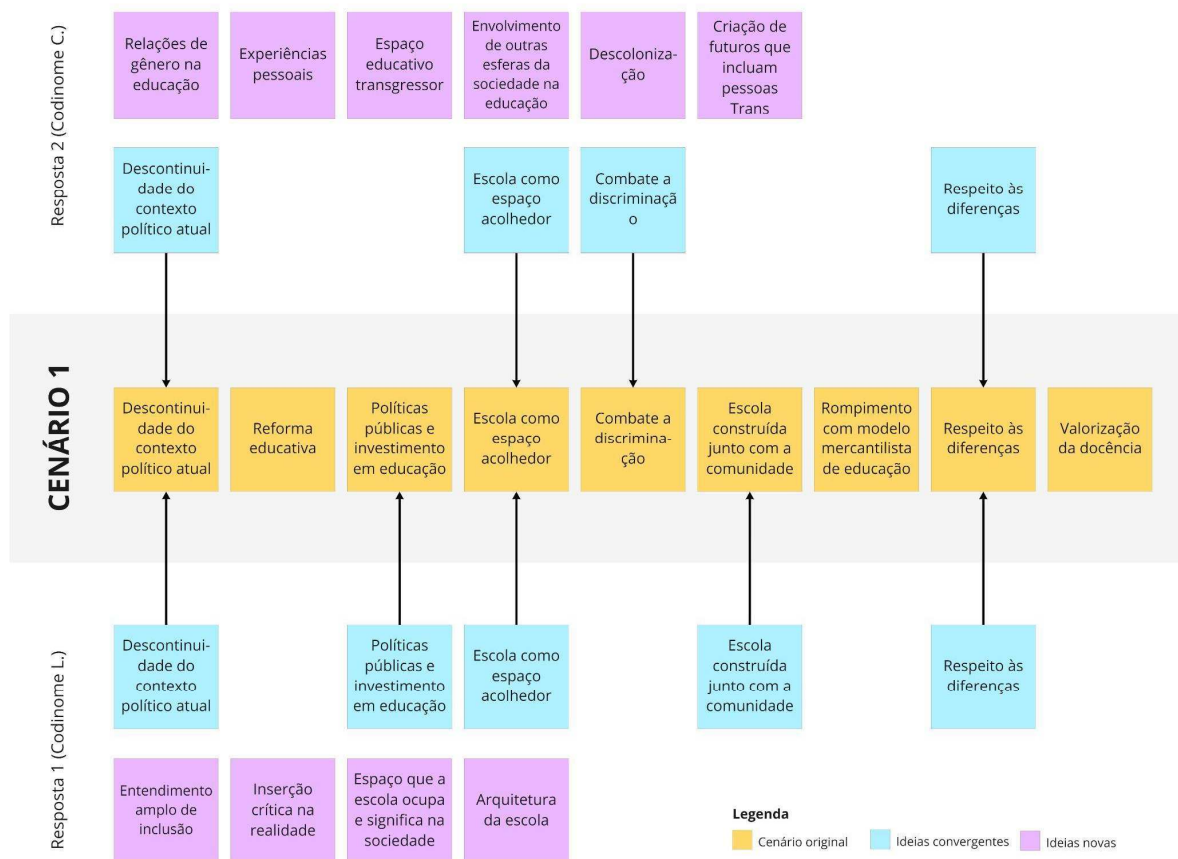 Resposta 2 (Codinome C.)
Relações de
gênero na
educação
Experiências
pessoais
Espaço
educativo
transgressor
Envolvimento
de outras
esferas da
sociedade na
educação
Descoloniza-
ção
Criação de
futuros que
incluam
pessoas
Trans
Descontinui-
dade do
contexto
político atual
Escola como
espaço
acolhedor
Combate a
discriminaçã
o
Respeito às
diferenças
CENÁRIO 1
Descontinui-
dade do
contexto
político atual
Reforma
educativa
Políticas
públicas e
investimento
em educação
Escola como
espaço
acolhedor
Combate a
discrimina-
ção
Escola
construída
junto com a
comunidade
Rompimento
com modelo
mercantilista
de educação
Respeito às
diferenças
Valorização
da docência
Resposta 1 (Codinome L.)
Descontinui-
dade do
contexto
político atual
Políticas
públicas e
investimento
em educação
Escola como
espaço
acolhedor
Escola
construída
junto com a
comunidade
Respeito às
diferenças
Entendimento
amplo de
inclusão
Inserção
crítica na
realidade
Espaço que a
escola ocupa
e significa na
sociedade
Arquitetura
da escola
Legenda
Cenário original
Ideias convergentes
Ideias novas